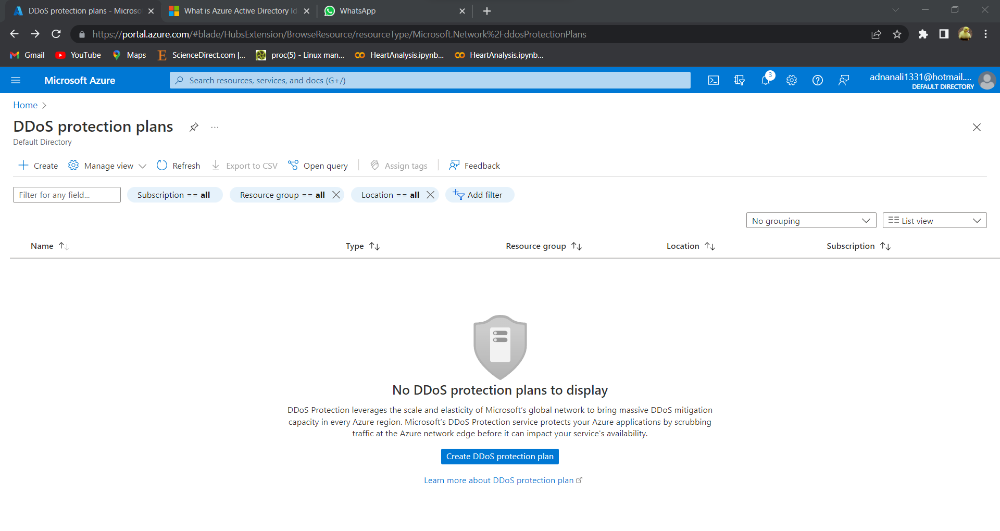 DDoS protection plans - Microso
What is Azure Active Directory Id
WhatsApp
https://portal.azure.com/#blade/HubsExtension/BrowseResource/resourceType/Microsoft.Network%2FddosProtectionPlans
Gmail YouTube Maps ScienceDirect.com |... proc(5) - Linux man... HeartAnalysis.ipynb... HeartAnalysis.ipynb...
Microsoft Azure
Search resources, services, and docs (G+/)
3
adnanali1331@hotmail....
DEFAULT DIRECTORY
Home
DDoS protection plans ...
Default Directory
Create Manage view Refresh Export to CSV Open query Assign tags Feedback
Filter for any field... Subscription == all Resource group == all Location == all Add filter
No grouping List view
Name Type Resource group Location Subscription
No DDoS protection plans to display
DDoS Protection leverages the scale and elasticity of Microsoft's global network to bring massive DDoS mitigation
capacity in every Azure region. Microsoft's DDoS Protection service protects your Azure applications by scrubbing
traffic at the Azure network edge before it can impact your service's availability.
Create DDoS protection plan
Learn more about DDoS protection plan